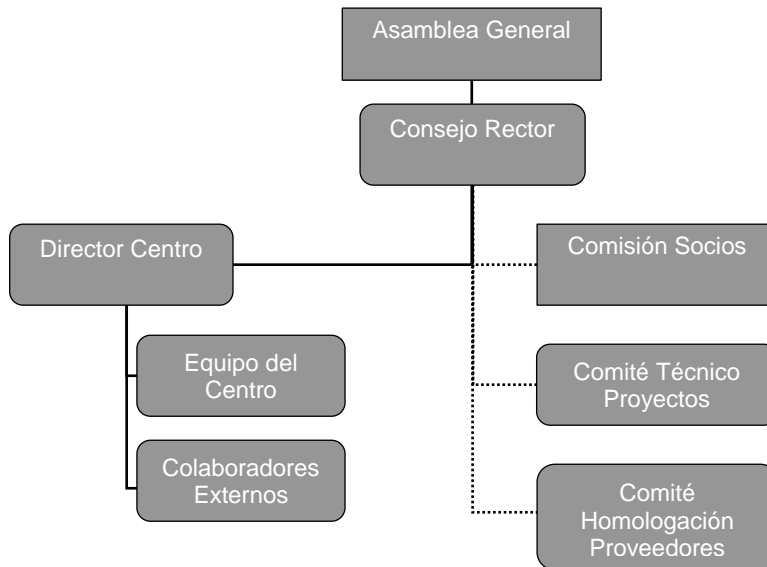 Asamblea General
Consejo Rector
Director Centro
Comisión Socios
Equipo del
Centro
Comité Técnico
Proyectos
Colaboradores
Externos
Comité
Homologación
Proveedores